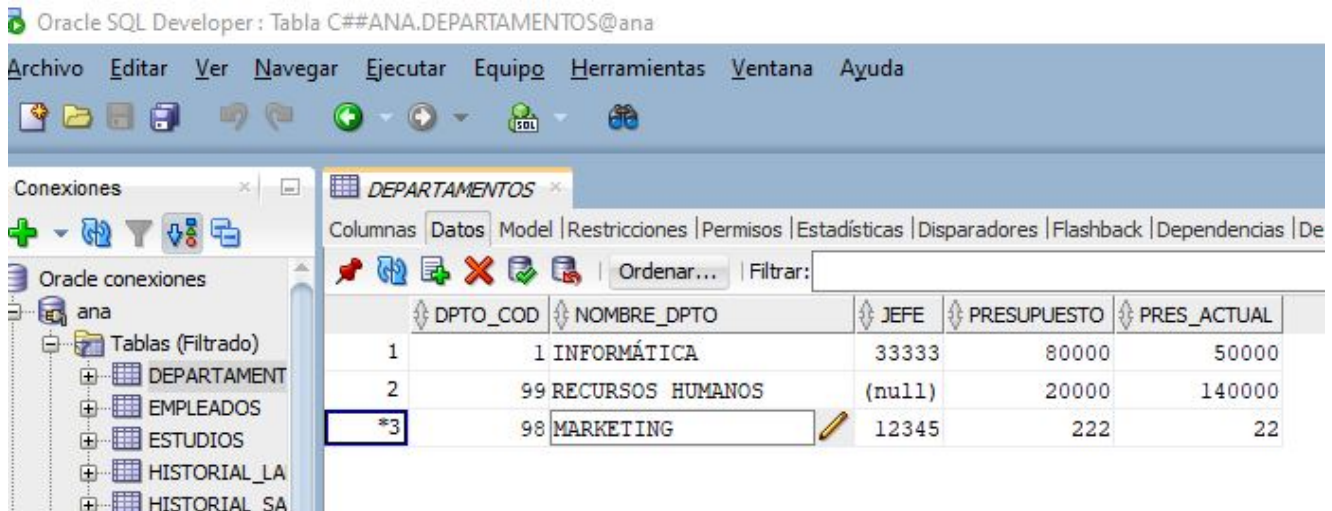 Oracle SQL Developer : Tabla C##ANA.DEPARTAMENTOS@ana
Archivo Editar Ver Navegar Ejecutar Equipo Herramientas Ventana Ayuda
SQL
Conexiones
DEPARTAMENTOS
Columnas Datos Model Restricciones Permisos Estadísticas Disparadores Flashback Dependencias De
Ordenar... Filtrar:
Oracle conexiones
ana
Tablas (Filtrado)
DEPARTAMENT
EMPLEADOS
ESTUDIOS
HISTORIAL_LA
HISTORIAL_SA
DPTO_COD NOMBRE_DPTO JEFE PRESUPUESTO PRES_ACTUAL
1 1 INFORMÁTICA 33333 80000 50000
2 99 RECURSOS HUMANOS (null) 20000 140000
*3 98 MARKETING 12345 222 22